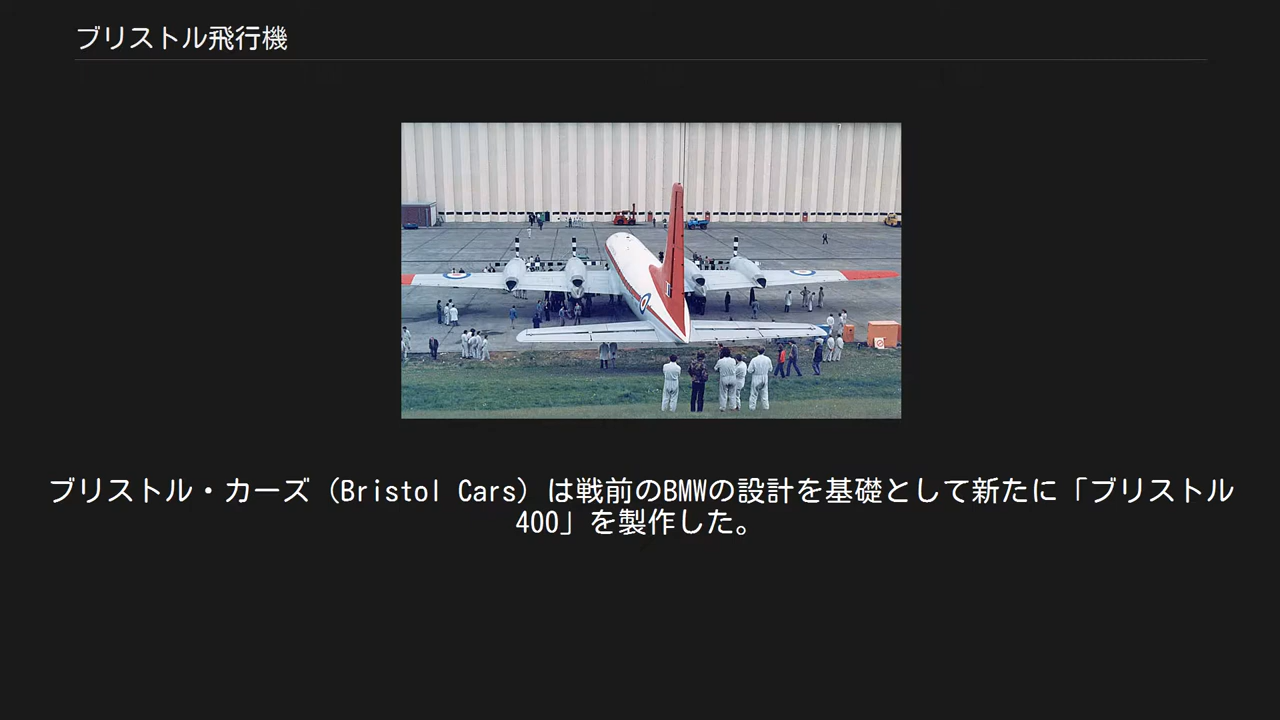 ブリストル飛行機
ブリストル・カーズ（Bristol Cars）は戦前のBMWの設計を基礎として新たに「ブリストル
400」を製作した。